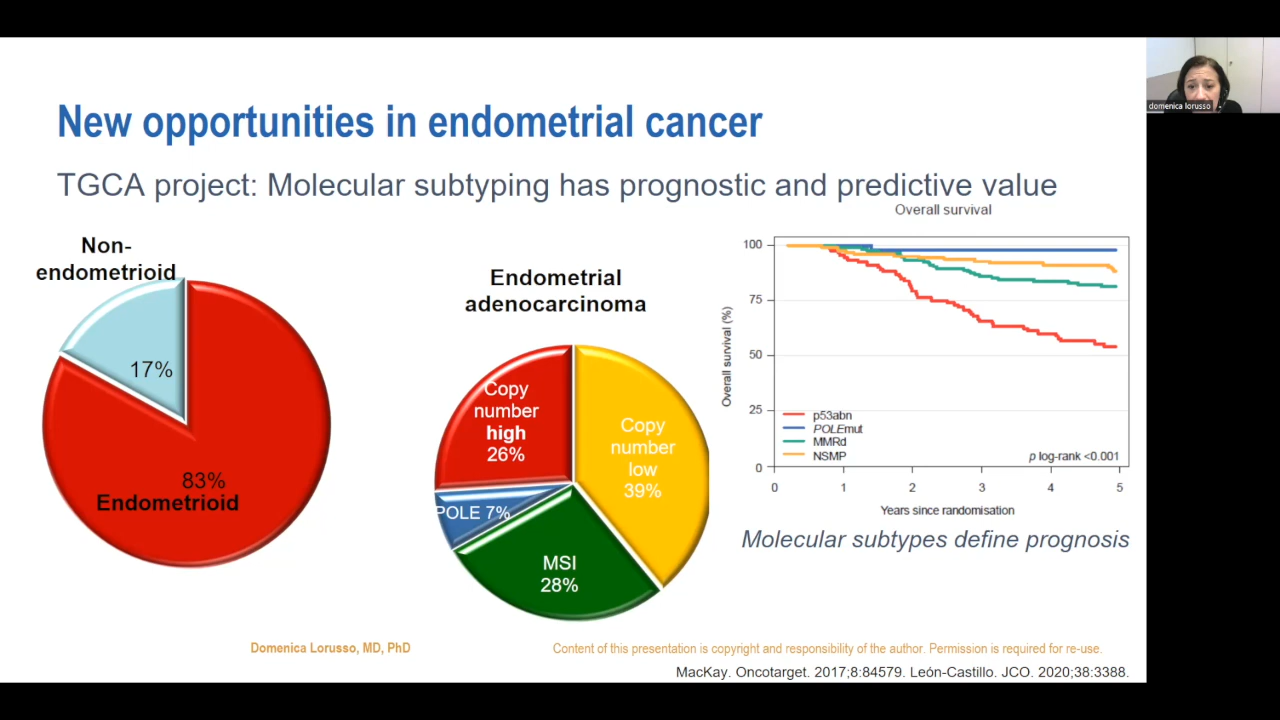 New opportunities in endometrial cancer
TGCA project: Molecular subtyping has prognostic and predictive value
Non-
endometrioid
17%
83%
Endometrioid
Endometrial
adenocarcinoma
Copy
number
high
26%
Copy
number
low
39%
POLE 7%
MSI
28%
Overall survival
Overall survival (%)
100
75
50
25
0
p53abn
POLEmut
MMRd
NSMP
p log-rank <0.001
0 1 2 3 4 5
Years since randomisation
Molecular subtypes define prognosis
Domenica Lorusso, MD, PhD
Content of this presentation is copyright and responsibility of the author. Permission is required for re-use.
MacKay. Oncotarget. 2017;8:84579. León-Castillo. JCO. 2020;38:3388.
domenica lorusso